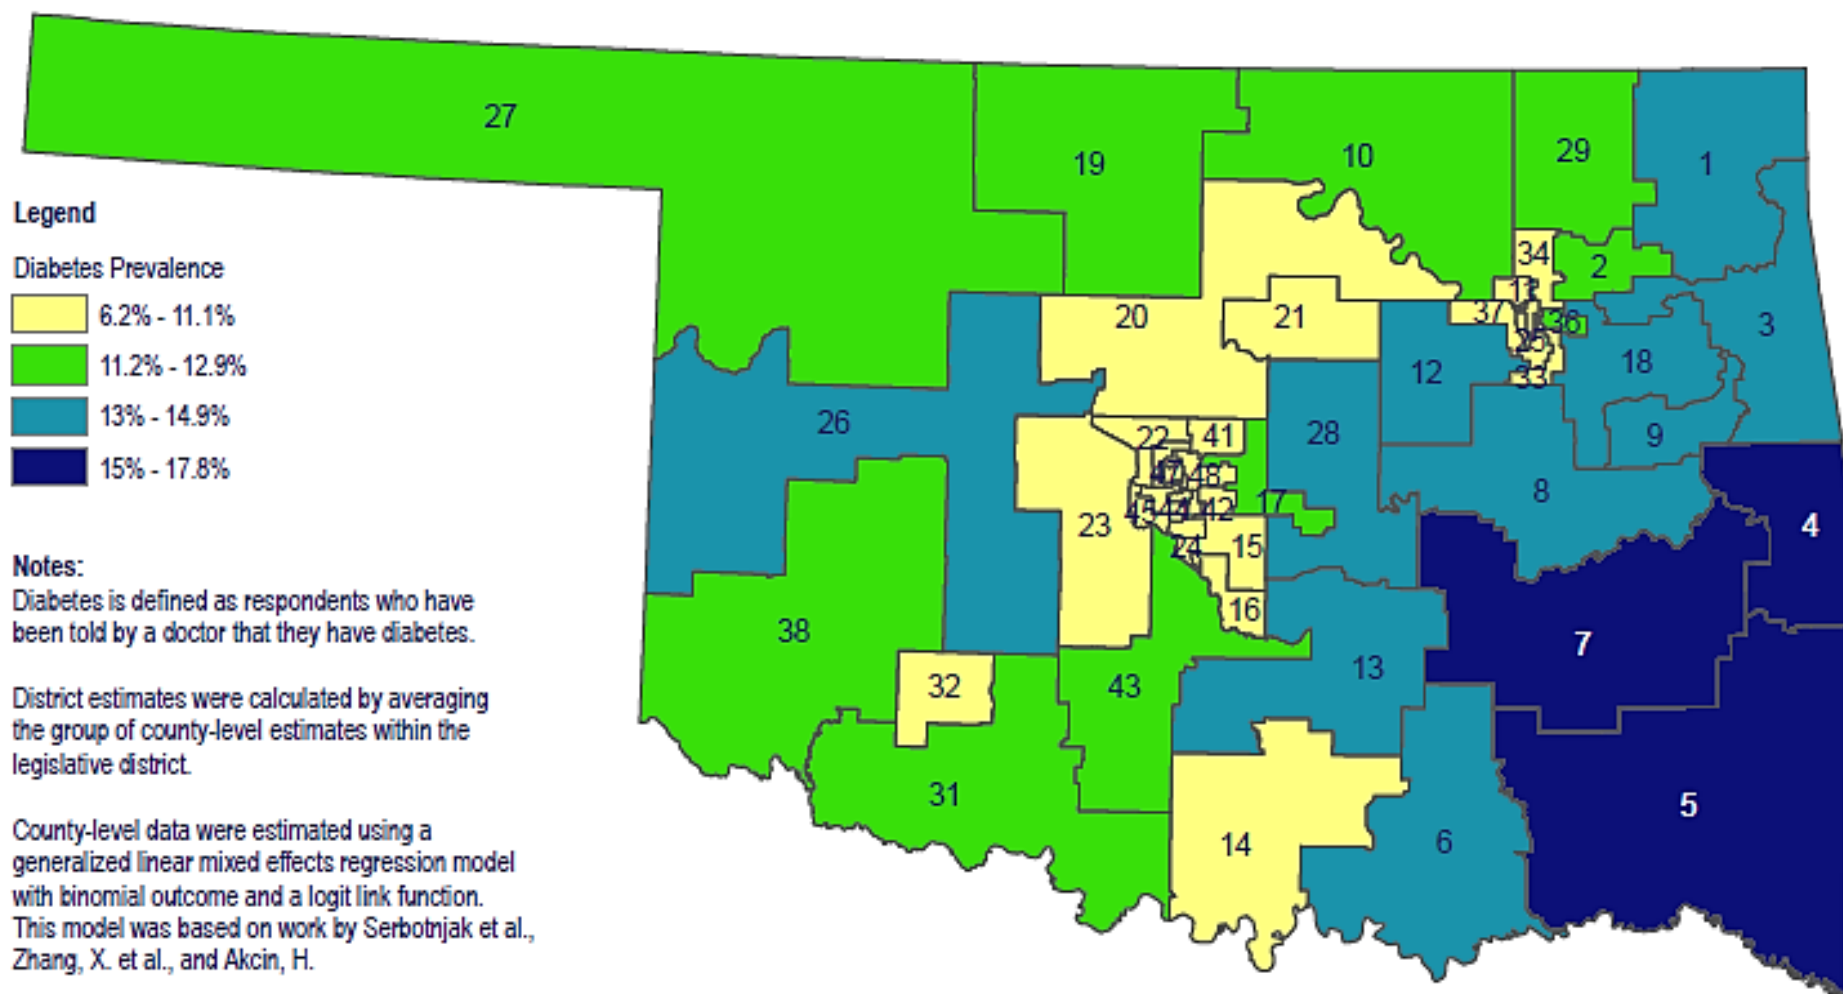 27
19
10
29
1
Legend
Diabetes Prevalence
6.2% - 11.1%
11.2% - 12.9%
13% - 14.9%
15% - 17.8%
34
2
20
21
37
36
3
25
12
18
33
26
22
41
28
9
47
48
8
17
45
44
42
23
4
24
15
16
Notes:
Diabetes is defined as respondents who have
been told by a doctor that they have diabetes.
38
7
13
32
43
District estimates were calculated by averaging
the group of county-level estimates within the
legislative district.
31
5
14
6
County-level data were estimated using a
generalized linear mixed effects regression model
with binomial outcome and a logit link function.
This model was based on work by Serbotnjak et al.,
Zhang, X. et al., and Akcin, H.